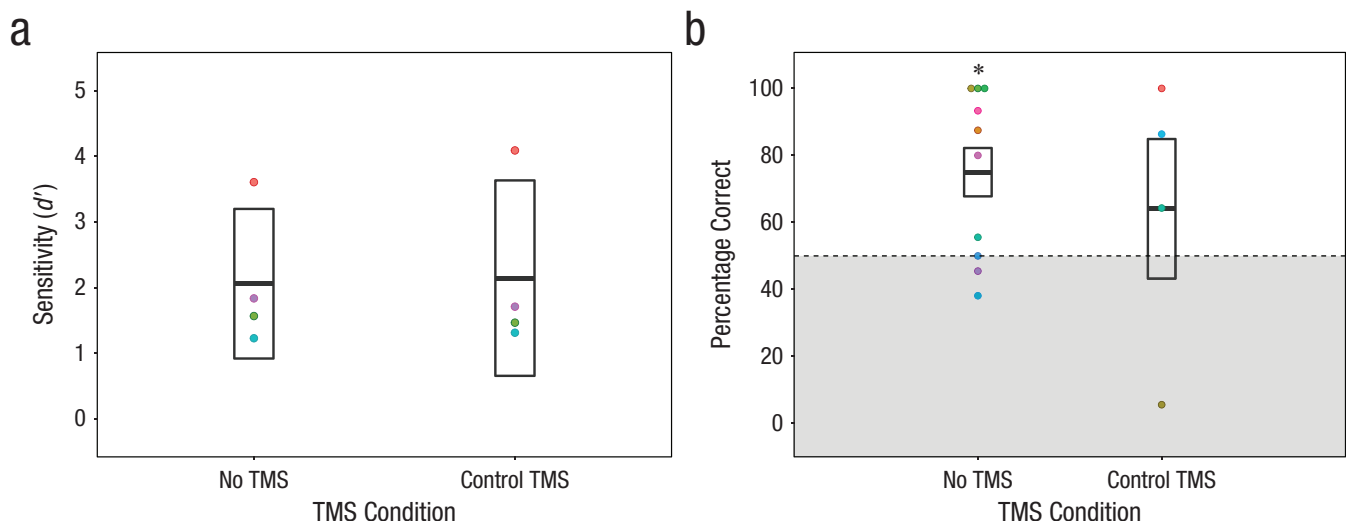 a
Sensitivity (d′)
5
4
3
2
1
0
No TMS
Control TMS
TMS Condition
b
Percentage Correct
100
80
60
40
20
0
*
No TMS
Control TMS
TMS Condition